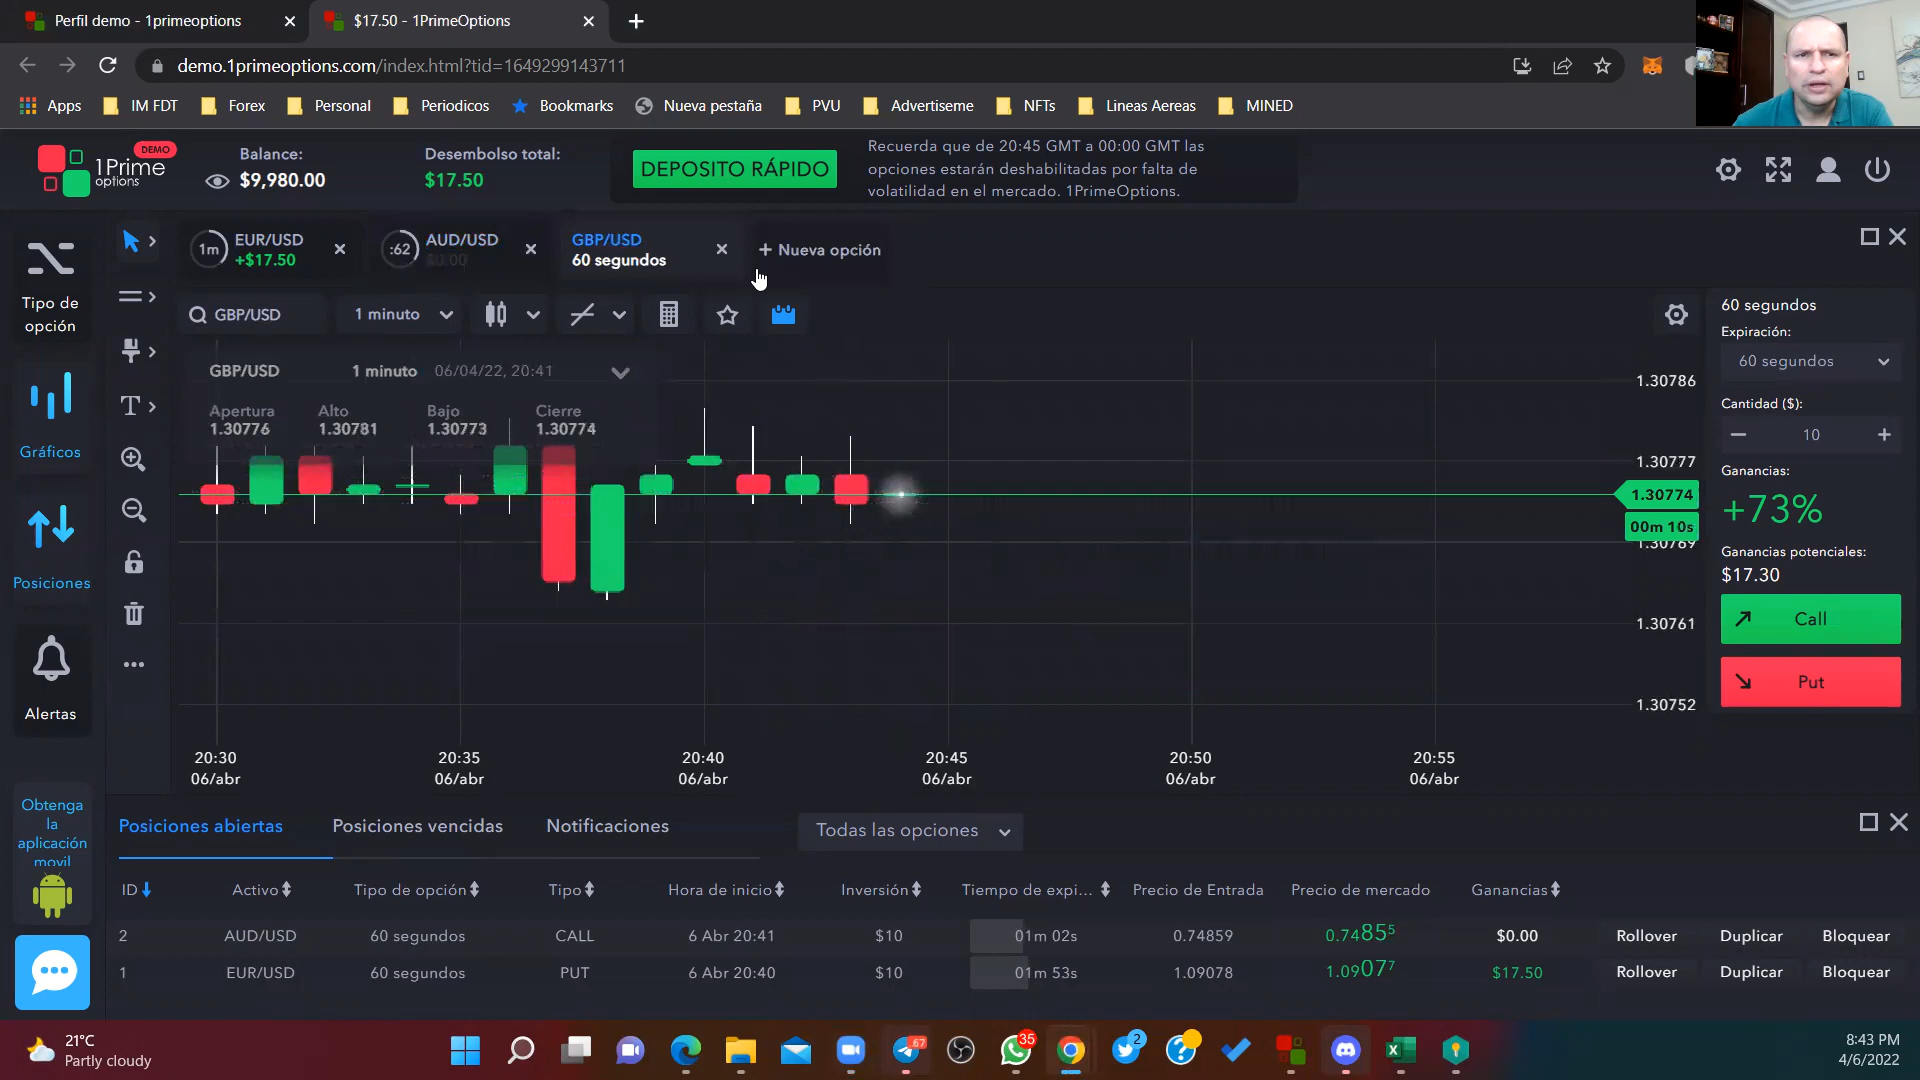 Perfil demo - 1primeoptions
$17.50 - 1PrimeOptions
demo.1primeoptions.com/index.html?tid=1649299143711
Apps
IM FDT
Forex
Personal
Periodicos
Bookmarks
Nueva pestaña
PVU
Advertiseme
NFTs
Lineas Aereas
MINED
DEMO
1Prime
options
Balance:
$9,980.00
Desembolso total:
$17.50
DEPOSITO RÁPIDO
Recuerda que de 20:45 GMT a 00:00 GMT las
opciones estarán deshabilitadas por falta de
volatilidad en el mercado. 1PrimeOptions.
Tipo de
opción
Gráficos
Posiciones
Alertas
Obtenga
la
aplicación
movil
1m
EUR/USD
+$17.50
:62
AUD/USD
$0.00
GBP/USD
60 segundos
+ Nueva opción
GBP/USD
1 minuto
GBP/USD 1 minuto 06/04/22, 20:41
Apertura Alto Bajo Cierre
1.30776 1.30781 1.30773 1.30774
1.30786
1.30777
1.30774
00m 10s
1.30769
1.30761
1.30752
20:30 20:35 20:40 20:45 20:50 20:55
06/abr 06/abr 06/abr 06/abr 06/abr 06/abr
60 segundos
Expiración:
60 segundos
Cantidad ($):
− 10 +
Ganancias:
+73%
Ganancias potenciales:
$17.30
Call
Put
Posiciones abiertas
Posiciones vencidas
Notificaciones
Todas las opciones
ID Activo Tipo de opción Tipo Hora de inicio Inversión Tiempo de expi... Precio de Entrada Precio de mercado Ganancias
2 AUD/USD 60 segundos CALL 6 Abr 20:41 $10 01m 02s 0.74859 0.74855 $0.00 Rollover Duplicar Bloquear
1 EUR/USD 60 segundos PUT 6 Abr 20:40 $10 01m 53s 1.09078 1.09077 $17.50 Rollover Duplicar Bloquear
21°C
Partly cloudy
.67
35
2
8:43 PM
4/6/2022